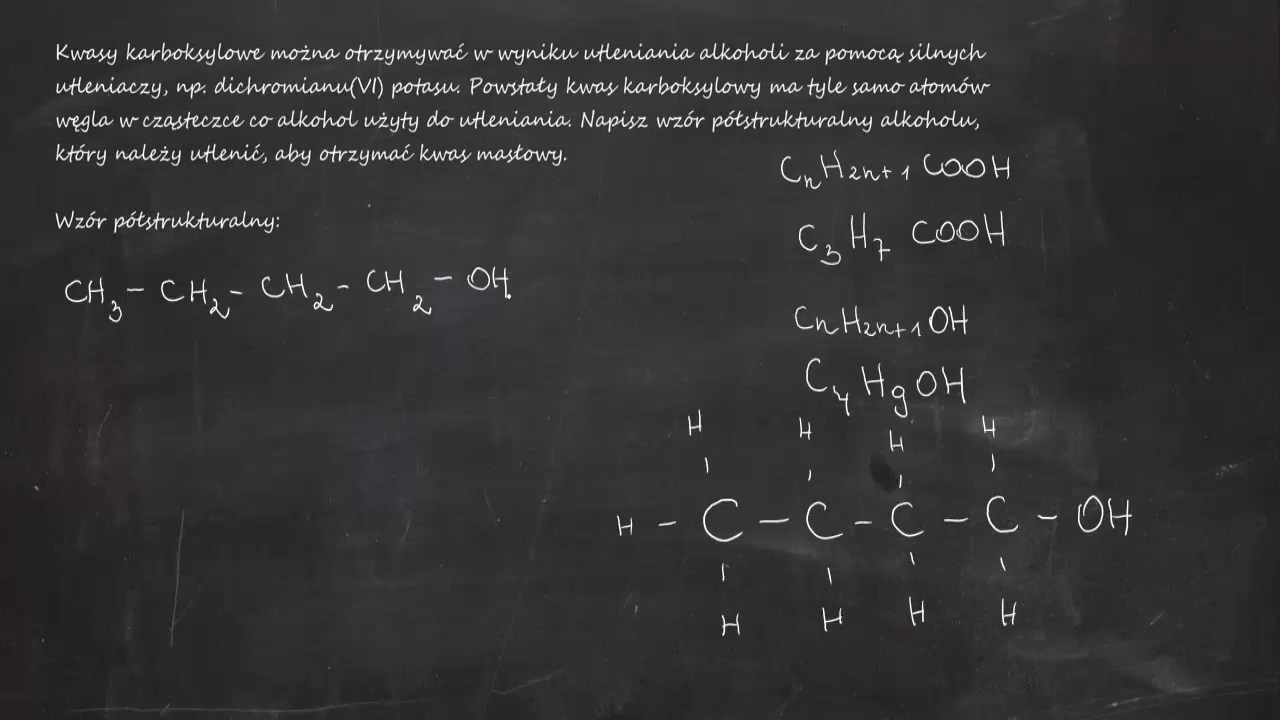 Kwasy karboksylowe można otrzymywać w wyniku utleniania alkoholi za pomocą silnych
utleniaczy, np. dichromianu(VI) potasu. Powstały kwas karboksylowy ma tyle samo atomów
węgla w cząsteczce co alkohol użyty do utleniania. Napisz wzór półstrukturalny alkoholu,
który należy utlenić, aby otrzymać kwas masłowy.
CnH2n+1COOH
Wzór półstrukturalny:
C3H7COOH
CH3-CH2-CH2-CH2-OH
CnH2n+1OH
C4H9OH
H H H H
H - C - C - C - C - OH
H H H H